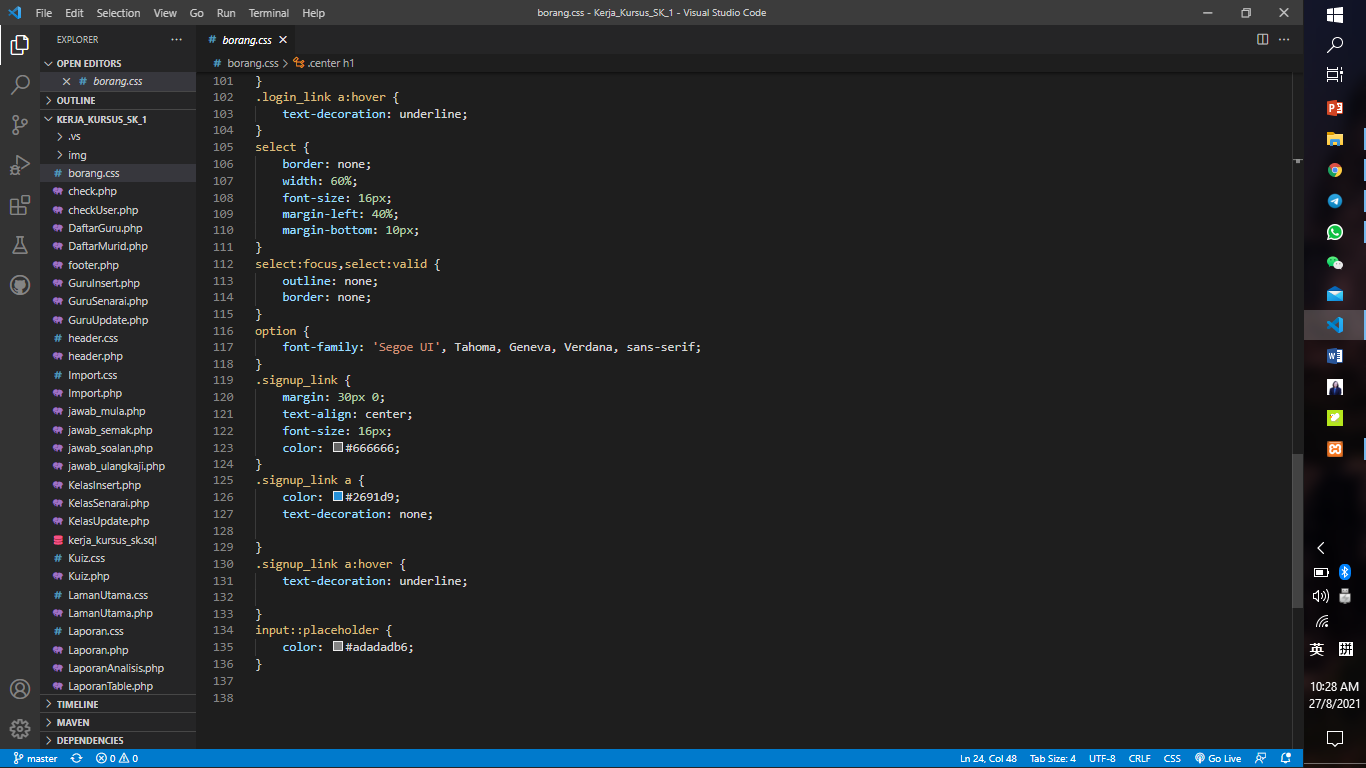 File Edit Selection View Go Run Terminal Help borang.css - Kerja_Kursus_SK_1 - Visual Studio Code
EXPLORER
OPEN EDITORS
borang.css
OUTLINE
KERJA_KURSUS_SK_1
.vs
img
borang.css
check.php
checkUser.php
DaftarGuru.php
DaftarMurid.php
footer.php
GuruInsert.php
GuruSenarai.php
GuruUpdate.php
header.css
header.php
Import.css
Import.php
jawab_mula.php
jawab_semak.php
jawab_soalan.php
jawab_ulangkaji.php
KelasInsert.php
KelasSenarai.php
KelasUpdate.php
kerja_kursus_sk.sql
Kuiz.css
Kuiz.php
LamanUtama.css
LamanUtama.php
Laporan.css
Laporan.php
LaporanAnalisis.php
LaporanTable.php
TIMELINE
MAVEN
DEPENDENCIES
# borang.css
# borang.css > .center h1
101 }
102 .login_link a:hover {
103 text-decoration: underline;
104 }
105 select {
106 border: none;
107 width: 60%;
108 font-size: 16px;
109 margin-left: 40%;
110 margin-bottom: 10px;
111 }
112 select:focus,select:valid {
113 outline: none;
114 border: none;
115 }
116 option {
117 font-family: 'Segoe UI', Tahoma, Geneva, Verdana, sans-serif;
118 }
119 .signup_link {
120 margin: 30px 0;
121 text-align: center;
122 font-size: 16px;
123 color: #666666;
124 }
125 .signup_link a {
126 color: #2691d9;
127 text-decoration: none;
128
129 }
130 .signup_link a:hover {
131 text-decoration: underline;
132
133 }
134 input::placeholder {
135 color: #adadadb6;
136 }
137
138
master 0 0 Ln 24, Col 48 Tab Size: 4 UTF-8 CRLF CSS Go Live
英 拼
10:28 AM
27/8/2021